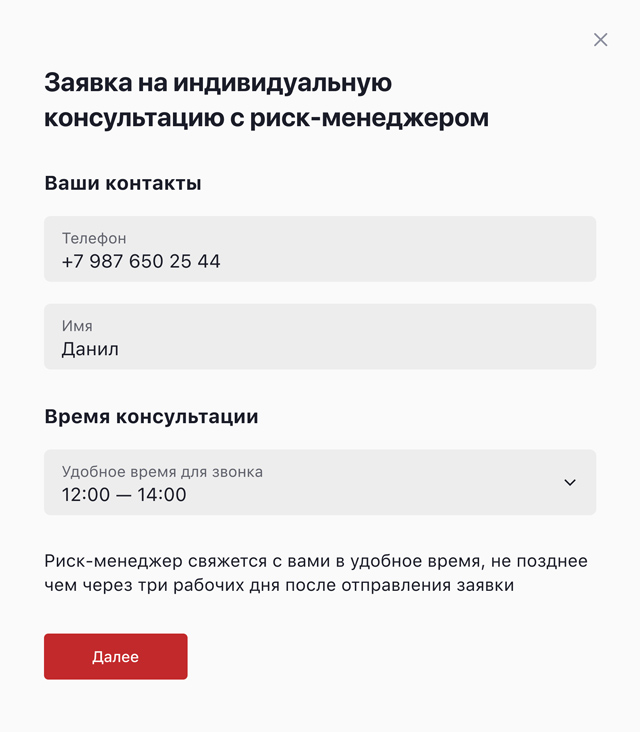 Заявка на индивидуальную
консультацию с риск-менеджером
Ваши контакты
Телефон
+7 987 650 25 44
Имя
Данил
Время консультации
Удобное время для звонка
12:00 — 14:00
Риск-менеджер свяжется с вами в удобное время, не позднее
чем через три рабочих дня после отправления заявки
Далее